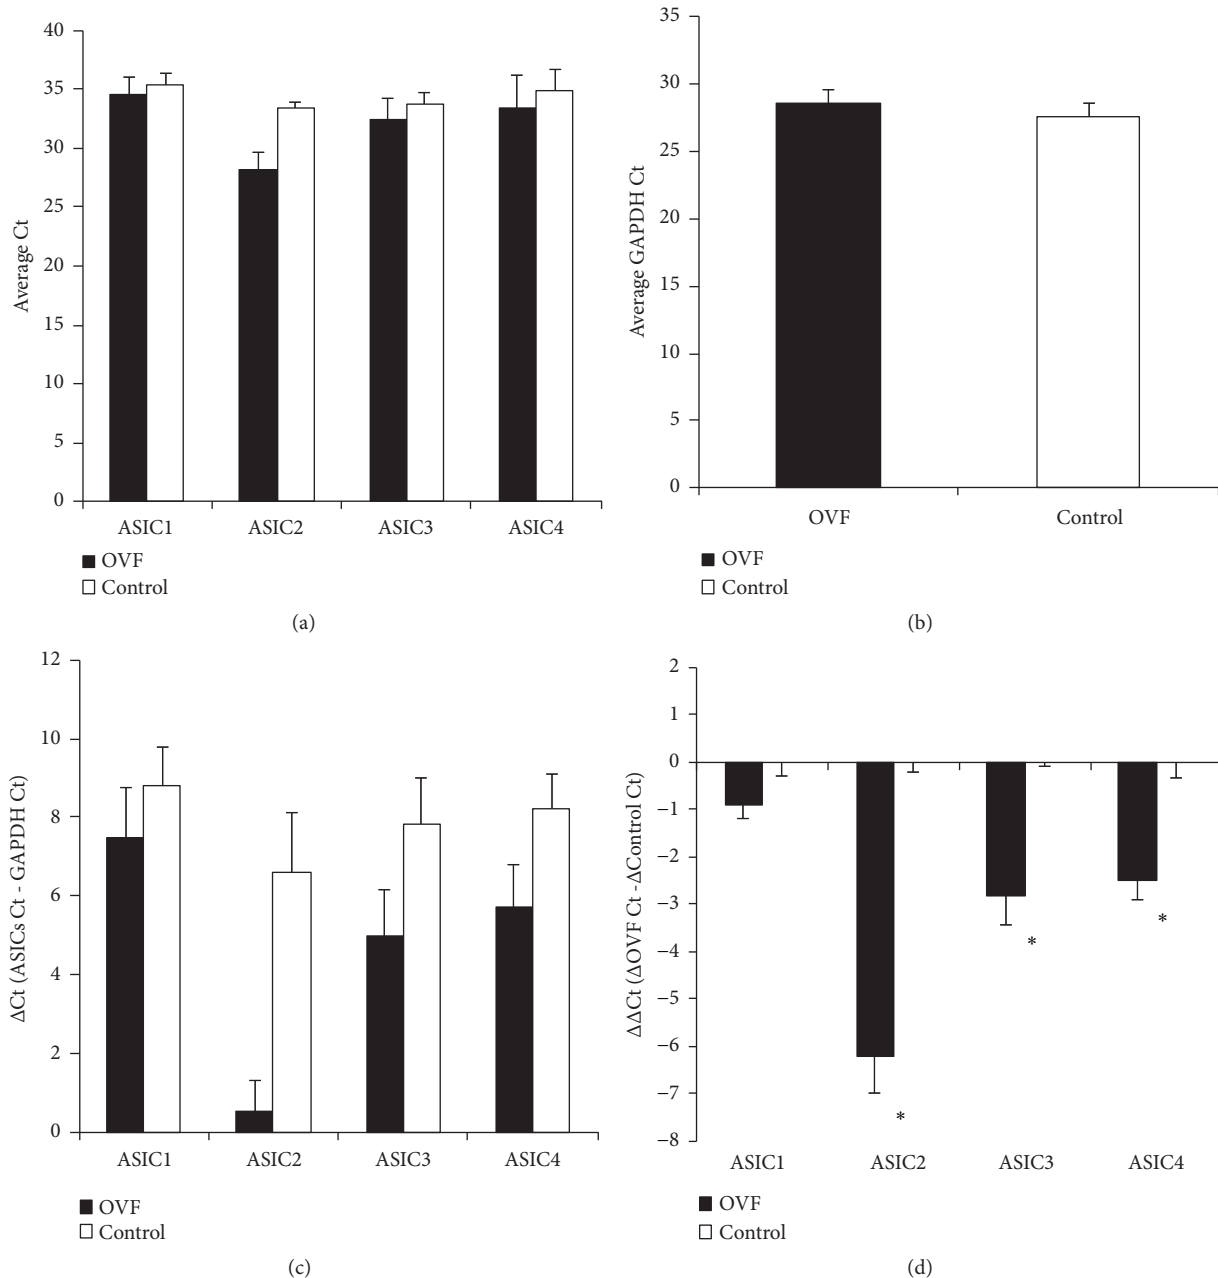 40
35
30
25
20
15
10
5
0
Average Ct
ASIC1 ASIC2 ASIC3 ASIC4
OVF
Control
(a)
35
30
25
20
15
10
5
0
Average GAPDH Ct
OVF Control
OVF
Control
(b)
12
10
8
6
4
2
0
ΔCt (ASICs Ct - GAPDH Ct)
ASIC1 ASIC2 ASIC3 ASIC4
OVF
Control
(c)
2
1
0
−1
−2
−3
−4
−5
−6
−7
−8
ΔΔCt (ΔOVF Ct -ΔControl Ct)
*
*
*
ASIC1 ASIC2 ASIC3 ASIC4
OVF
Control
(d)